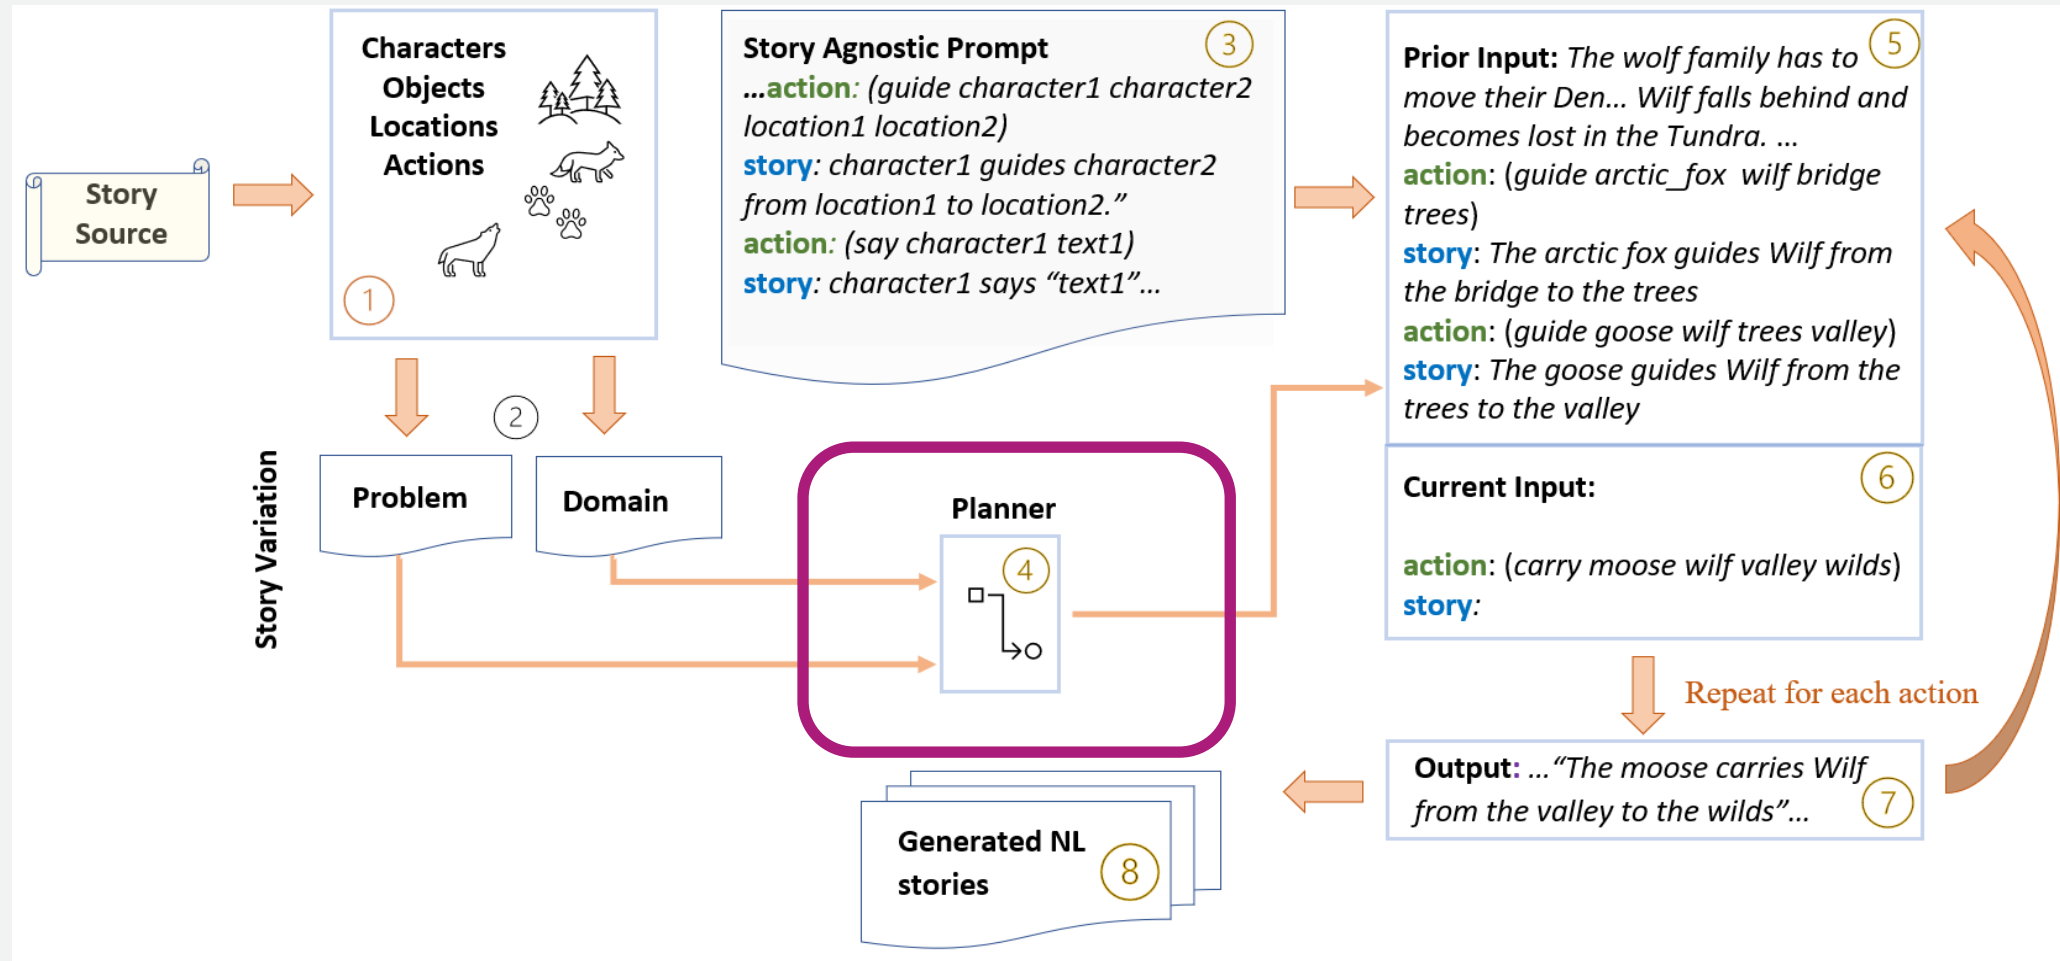 Story
Source
Characters
Objects
Locations
Actions
1
2
Story Variation
Problem
Domain
Story Agnostic Prompt
3
...action: (guide character1 character2
location1 location2)
story: character1 guides character2
from location1 to location2.”
action: (say character1 text1)
story: character1 says “text1”...
Planner
4
5
Prior Input: The wolf family has to
move their Den... Wilf falls behind and
becomes lost in the Tundra. ...
action: (guide arctic_fox wilf bridge
trees)
story: The arctic fox guides Wilf from
the bridge to the trees
action: (guide goose wilf trees valley)
story: The goose guides Wilf from the
trees to the valley
6
Current Input:
action: (carry moose wilf valley wilds)
story:
Repeat for each action
Output: ...“The moose carries Wilf
from the valley to the wilds”...
7
Generated NL
stories
8